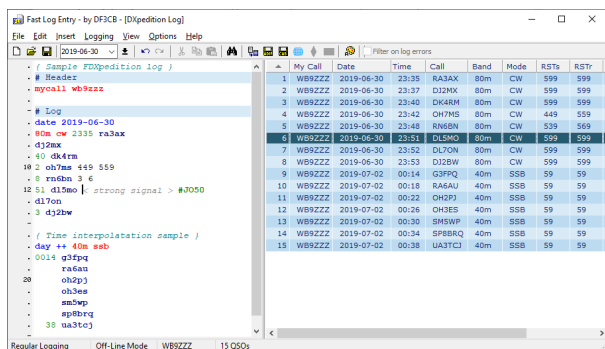 Fast Log Entry - by DF3CB - [DXpedition Log]
File Edit Insert Logging View Options Help
2019-06-30 Filter on log errors
{ Sample FDXpedition log }
# Header
mycall wb9zzz
# Log
date 2019-06-30
80m cw 2335 ra3ax
dj2mx
40 dk4rm
10 2 oh7ms 449 559
8 rn6bn 3 6
12 51 dl5mo < strong signal > #JO50
dl7on
3 dj2bw
{ Time interpolatation sample }
day ++ 40m ssb
0014 g3fpq
ra6au
20 oh2pj
oh3es
sm5wp
sp8brq
38 ua3tcj
My Call Date Time Call Band Mode RSTs RSTr
1 WB9ZZZ 2019-06-30 23:35 RA3AX 80m CW 599 599
2 WB9ZZZ 2019-06-30 23:37 DJ2MX 80m CW 599 599
3 WB9ZZZ 2019-06-30 23:40 DK4RM 80m CW 599 599
4 WB9ZZZ 2019-06-30 23:42 OH7MS 80m CW 449 559
5 WB9ZZZ 2019-06-30 23:48 RN6BN 80m CW 539 569
6 WB9ZZZ 2019-06-30 23:51 DL5MO 80m CW 599 599
7 WB9ZZZ 2019-06-30 23:52 DL7ON 80m CW 599 599
8 WB9ZZZ 2019-06-30 23:53 DJ2BW 80m CW 599 599
9 WB9ZZZ 2019-07-02 00:14 G3FPQ 40m SSB 59 59
10 WB9ZZZ 2019-07-02 00:18 RA6AU 40m SSB 59 59
11 WB9ZZZ 2019-07-02 00:22 OH2PJ 40m SSB 59 59
12 WB9ZZZ 2019-07-02 00:26 OH3ES 40m SSB 59 59
13 WB9ZZZ 2019-07-02 00:30 SM5WP 40m SSB 59 59
14 WB9ZZZ 2019-07-02 00:34 SP8BRQ 40m SSB 59 59
15 WB9ZZZ 2019-07-02 00:38 UA3TCJ 40m SSB 59 59
Regular Logging Off-Line Mode WB9ZZZ 15 QSOs